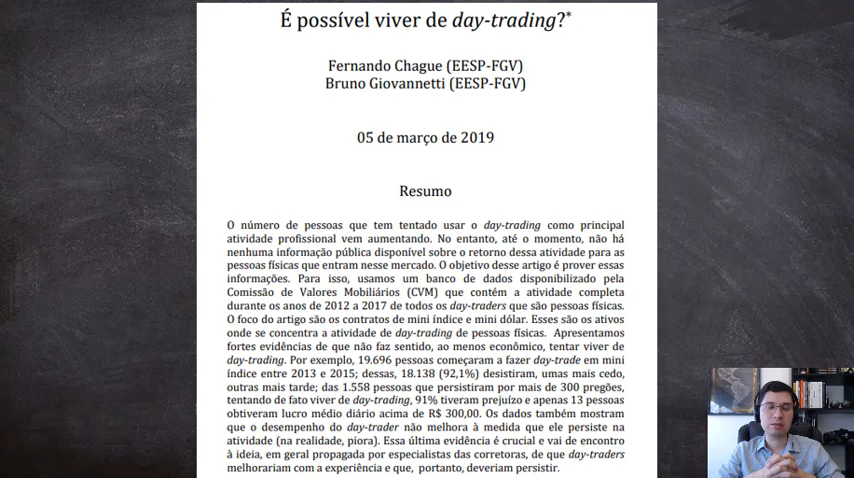 É possível viver de day-trading?*
Fernando Chague (EESP-FGV)
Bruno Giovannetti (EESP-FGV)
05 de março de 2019
Resumo
O número de pessoas que tem tentado usar o day-trading como principal
atividade profissional vem aumentando. No entanto, até o momento, não há
nenhuma informação pública disponível sobre o retorno dessa atividade para as
pessoas físicas que entram nesse mercado. O objetivo desse artigo é prover essas
informações. Para isso, usamos um banco de dados disponibilizado pela
Comissão de Valores Mobiliários (CVM) que contém a atividade completa
durante os anos de 2012 a 2017 de todos os day-traders que são pessoas físicas.
O foco do artigo são os contratos de mini índice e mini dólar. Esses são os ativos
onde se concentra a atividade de day-trading de pessoas físicas. Apresentamos
fortes evidências de que não faz sentido, ao menos econômico, tentar viver de
day-trading. Por exemplo, 19.696 pessoas começaram a fazer day-trade em mini
índice entre 2013 e 2015; dessas, 18.138 (92,1%) desistiram, umas mais cedo,
outras mais tarde; das 1.558 pessoas que persistiram por mais de 300 pregões,
tentando de fato viver de day-trading, 91% tiveram prejuízo e apenas 13 pessoas
obtiveram lucro médio diário acima de R$ 300,00. Os dados também mostram
que o desempenho do day-trader não melhora à medida que ele persiste na
atividade (na realidade, piora). Essa última evidência é crucial e vai de encontro
à ideia, em geral propagada por especialistas das corretoras, de que day-traders
melhorariam com a experiência e que, portanto, deveriam persistir.